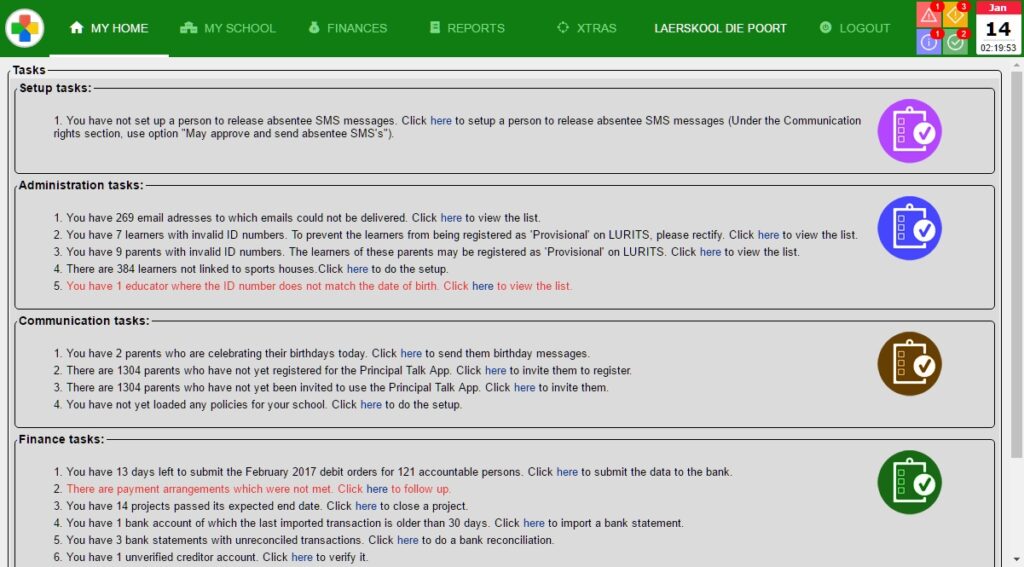 MY HOME
MY SCHOOL
FINANCES
REPORTS
XTRAS
LAERSKOOL DIE POORT
LOGOUT
1
3
1
2
Jan
14
02:19:53
Tasks
Setup tasks:
1. You have not set up a person to release absentee SMS messages. Click here to setup a person to release absentee SMS messages (Under the Communication
rights section, use option "May approve and send absentee SMS's").
Administration tasks:
1. You have 269 email adresses to which emails could not be delivered. Click here to view the list.
2. You have 7 learners with invalid ID numbers. To prevent the learners from being registered as 'Provisional' on LURITS, please rectify. Click here to view the list.
3. You have 9 parents with invalid ID numbers. The learners of these parents may be registered as 'Provisional' on LURITS. Click here to view the list.
4. There are 384 learners not linked to sports houses.Click here to do the setup.
5. You have 1 educator where the ID number does not match the date of birth. Click here to view the list.
Communication tasks:
1. You have 2 parents who are celebrating their birthdays today. Click here to send them birthday messages.
2. There are 1304 parents who have not yet registered for the Principal Talk App. Click here to invite them to register.
3. There are 1304 parents who have not yet been invited to use the Principal Talk App. Click here to invite them.
4. You have not yet loaded any policies for your school. Click here to do the setup.
Finance tasks:
1. You have 13 days left to submit the February 2017 debit orders for 121 accountable persons. Click here to submit the data to the bank.
2. There are payment arrangements which were not met. Click here to follow up.
3. You have 14 projects passed its expected end date. Click here to close a project.
4. You have 1 bank account of which the last imported transaction is older than 30 days. Click here to import a bank statement.
5. You have 3 bank statements with unreconciled transactions. Click here to do a bank reconciliation.
6. You have 1 unverified creditor account. Click here to verify it.